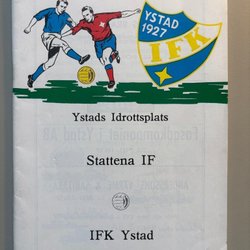 YSTAD
1927
IFK
Ystads Idrottsplats
Stattena IF
IFK Ystad